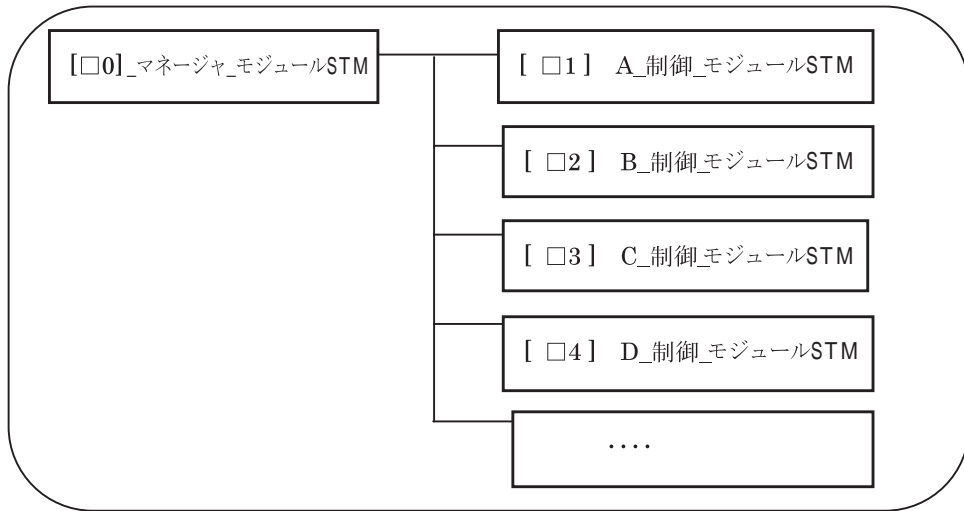 [□0]_マネージャ_モジュールSTM
[ □1 ] A_制御_モジュールSTM
[ □2 ] B_制御_モジュールSTM
[ □3 ] C_制御_モジュールSTM
[ □4 ] D_制御_モジュールSTM
····